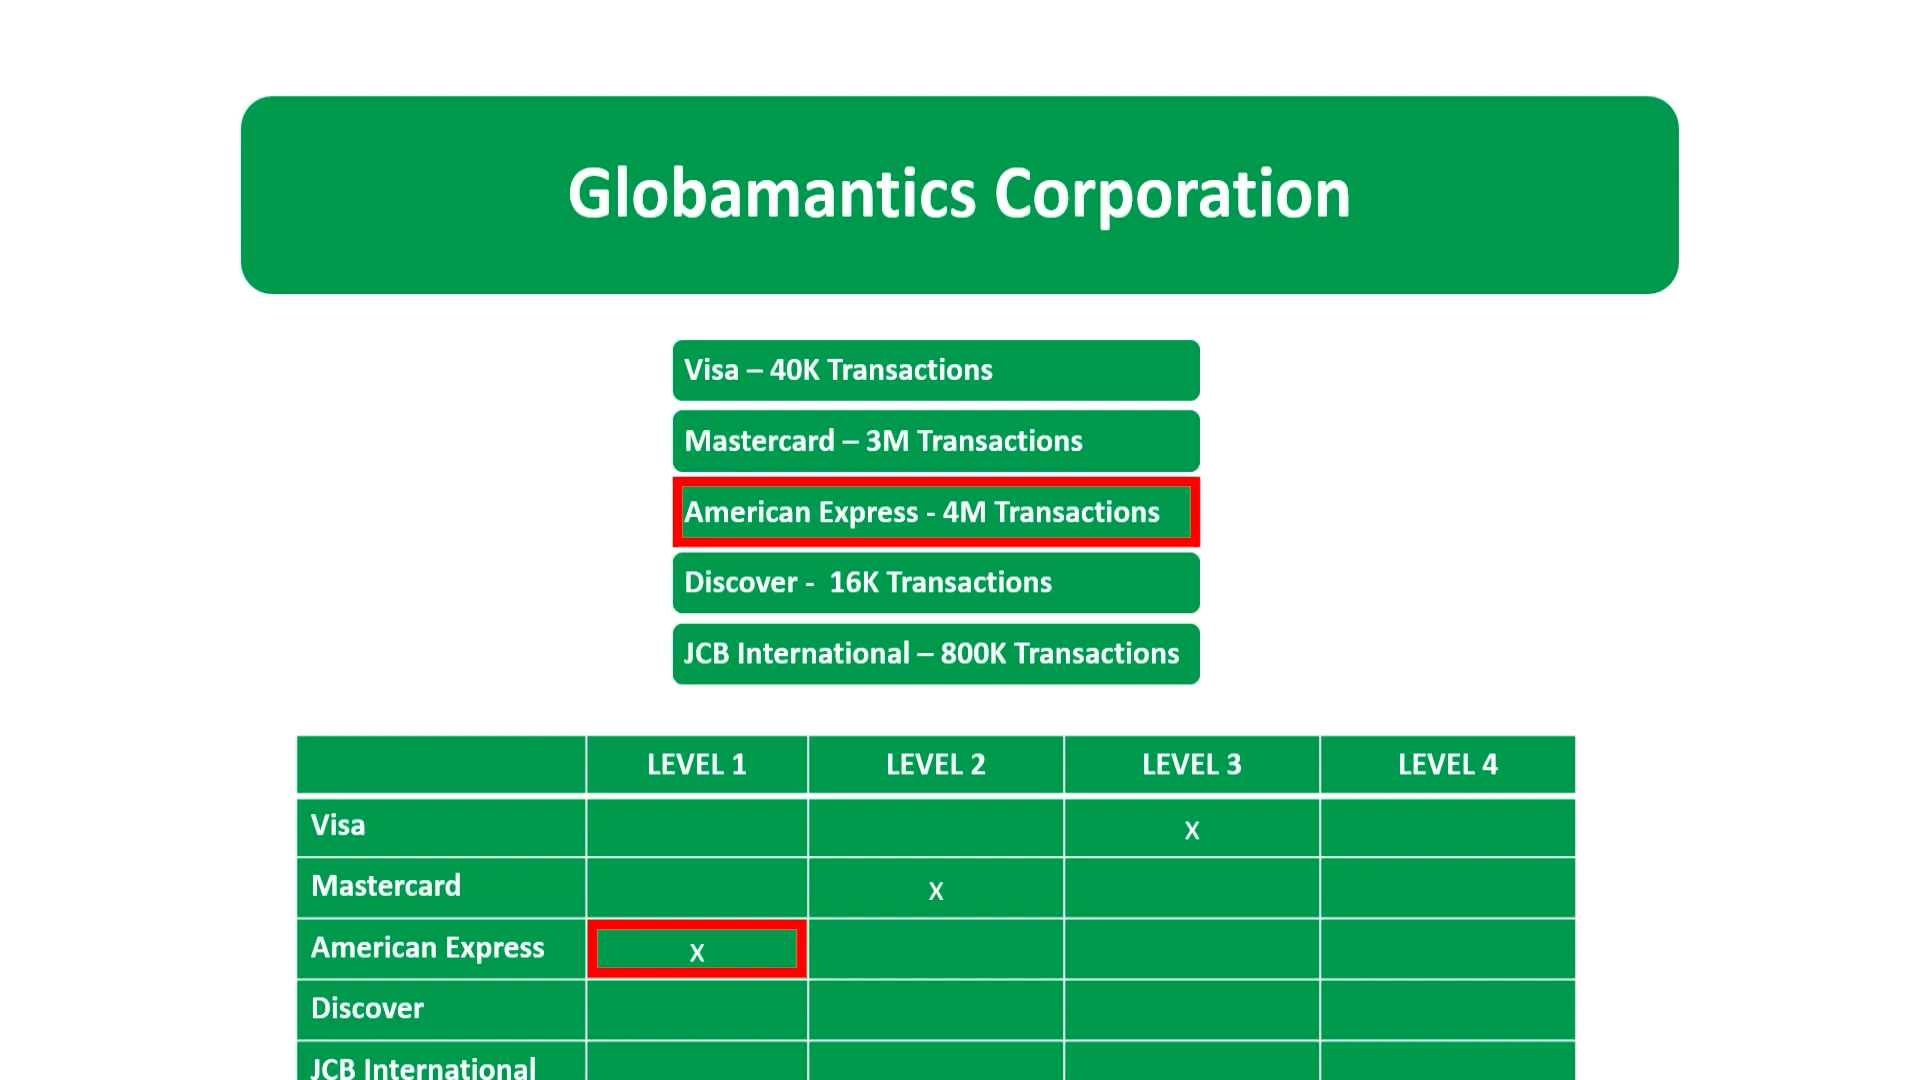 Globamantics Corporation
Visa – 40K Transactions
Mastercard – 3M Transactions
American Express - 4M Transactions
Discover -  16K Transactions
JCB International – 800K Transactions
LEVEL 1 LEVEL 2 LEVEL 3 LEVEL 4
Visa X
Mastercard X
American Express X
Discover
JCB International